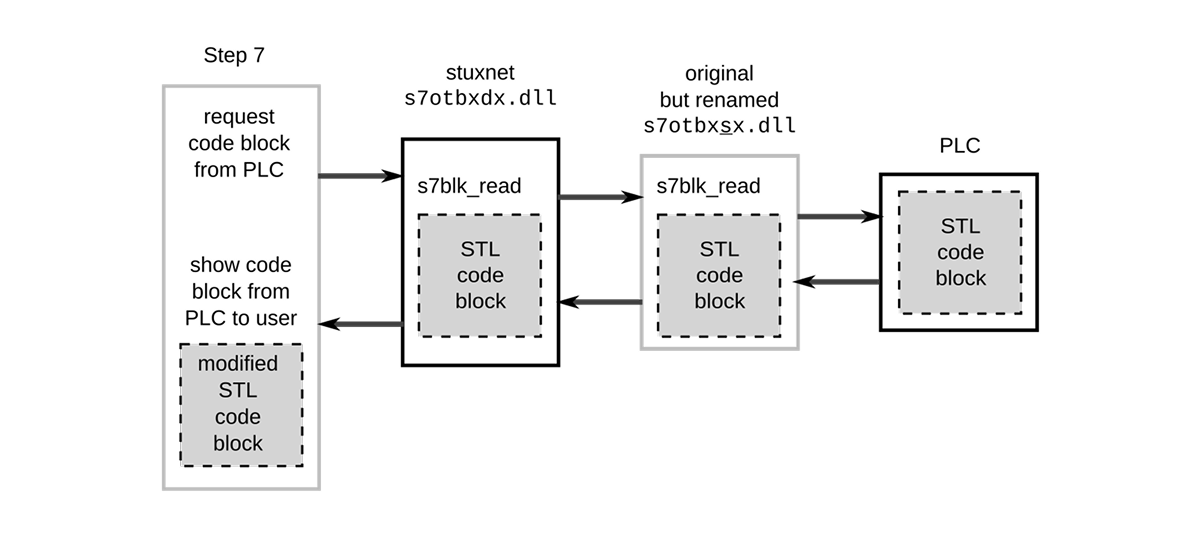 Step 7
request
code block
from PLC
show code
block from
PLC to user
modified
STL
code
block
stuxnet
s7otbxdx.dll
s7blk_read
STL
code
block
original
but renamed
s7otbxsx.dll
s7blk_read
STL
code
block
PLC
STL
code
block